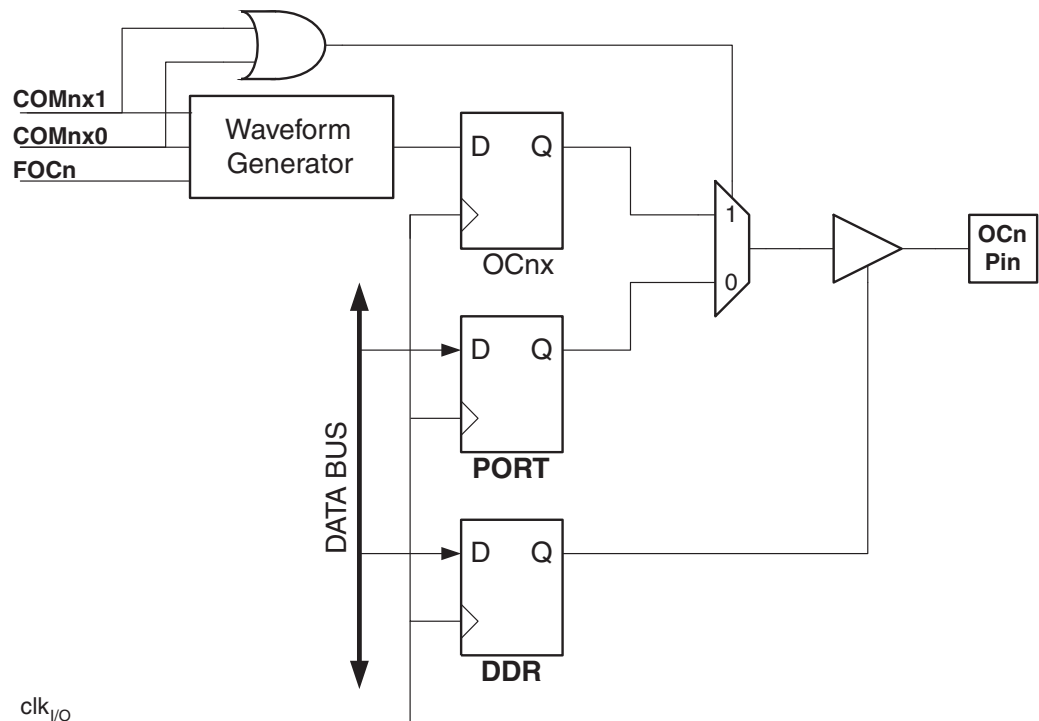 COMnx1
COMnx0
FOCn
Waveform
Generator
D Q
OCnx
1
0
OCn
Pin
D Q
PORT
DATA BUS
D Q
DDR
clkI/O